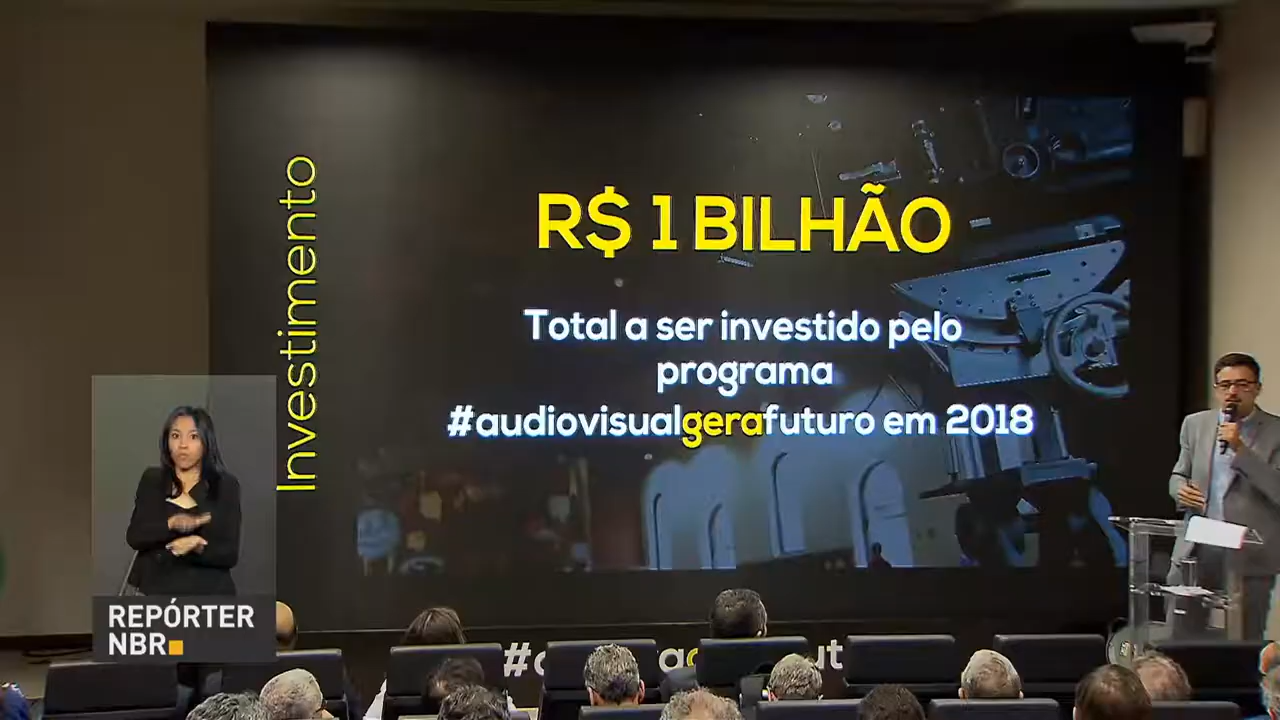 Investimento
R$ 1 BILHÃO
Total a ser investido pelo
programa
#audiovisualgerafuturo em 2018
REPÓRTER
NBR